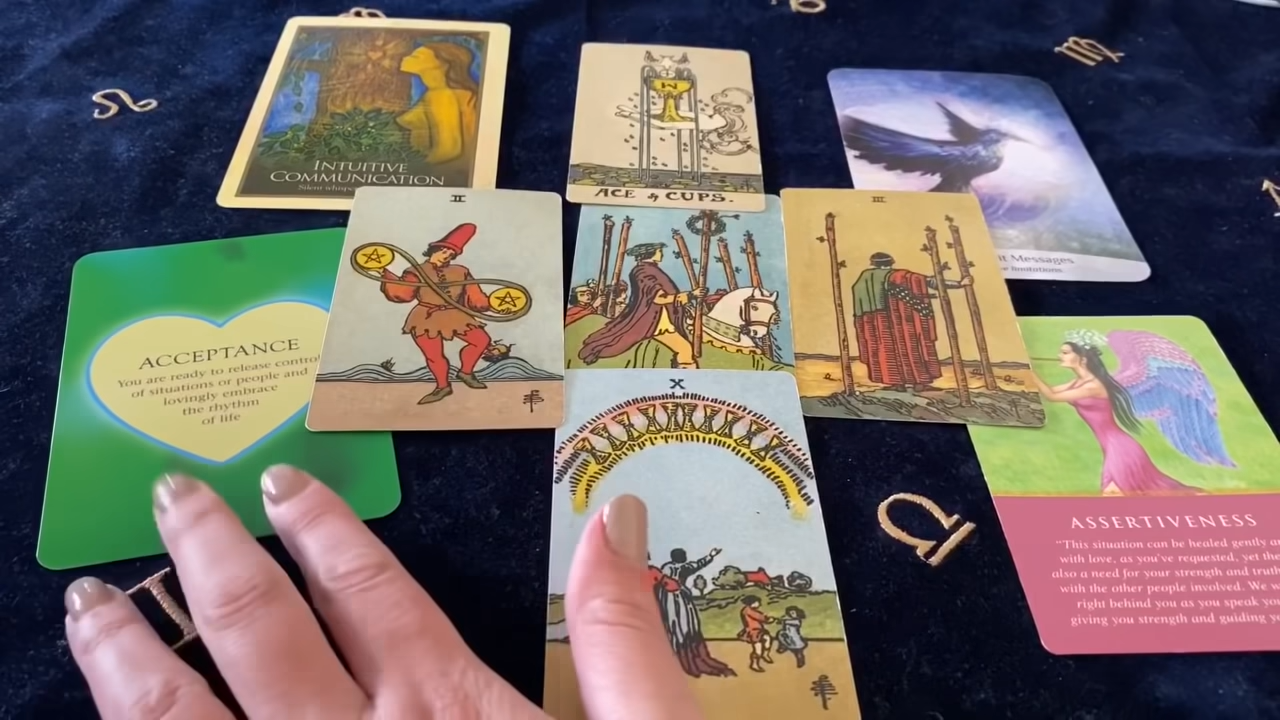 INTUITIVE
COMMUNICATION
Silent
ACE of CUPS.
II
III
Messages
limitations.
ACCEPTANCE
You are ready to release control
of situations or people and
lovingly embrace
the rhythm
of life
X
ASSERTIVENESS
"This situation can be healed gently
with love, as you've requested, yet
also a need for your strength and
with the other people involved. We
right behind you as you speak
giving you strength and guiding